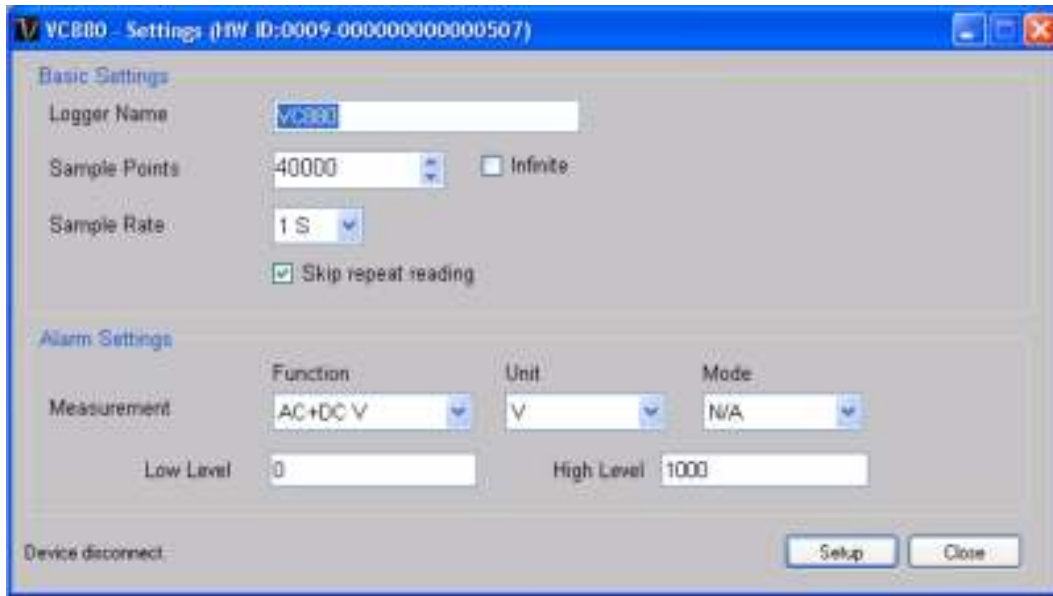 VC880 - Settings (HW ID:0009-000000000000507)
Basic Settings
Logger Name VC880
Sample Points 40000 Infinite
Sample Rate 1 S
Skip repeat reading
Alarm Settings
Function Unit Mode
Measurement AC+DC V V N/A
Low Level 0 High Level 1000
Device disconnect Setup Close